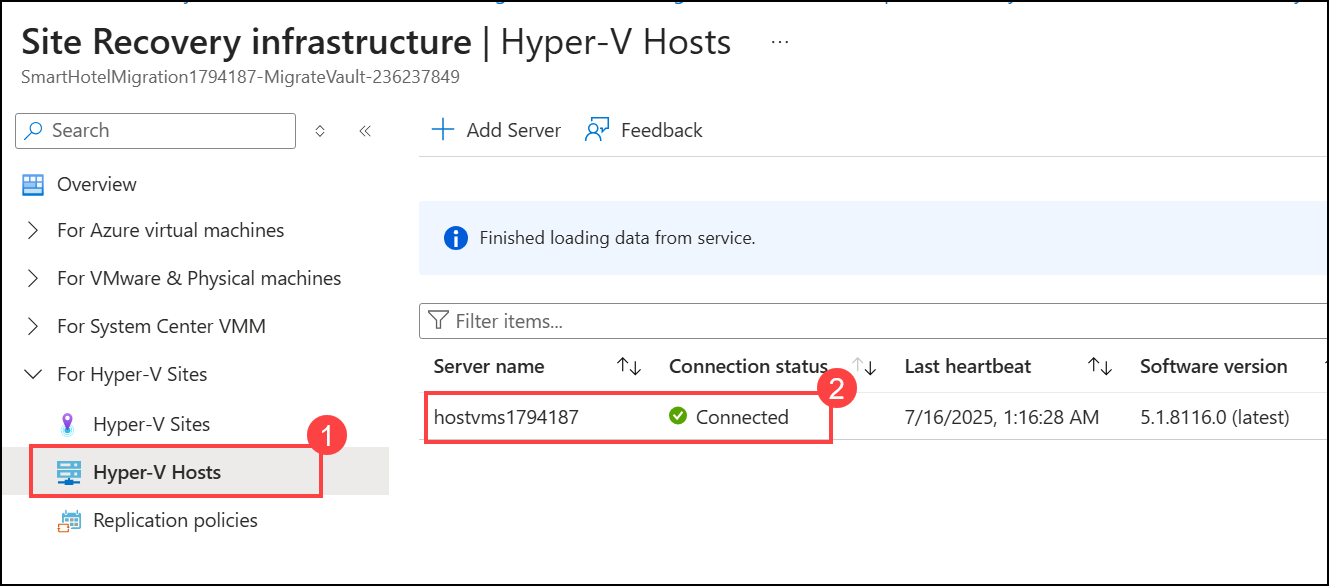 Site Recovery infrastructure | Hyper-V Hosts ...
SmartHotelMigration1794187-MigrateVault-236237849
Search
Add Server
Feedback
Overview
For Azure virtual machines
For VMware & Physical machines
For System Center VMM
For Hyper-V Sites
Hyper-V Sites
1
Hyper-V Hosts
Replication policies
Finished loading data from service.
Filter items...
Server name Connection status Last heartbeat Software version
2
hostvms1794187 Connected 7/16/2025, 1:16:28 AM 5.1.8116.0 (latest)